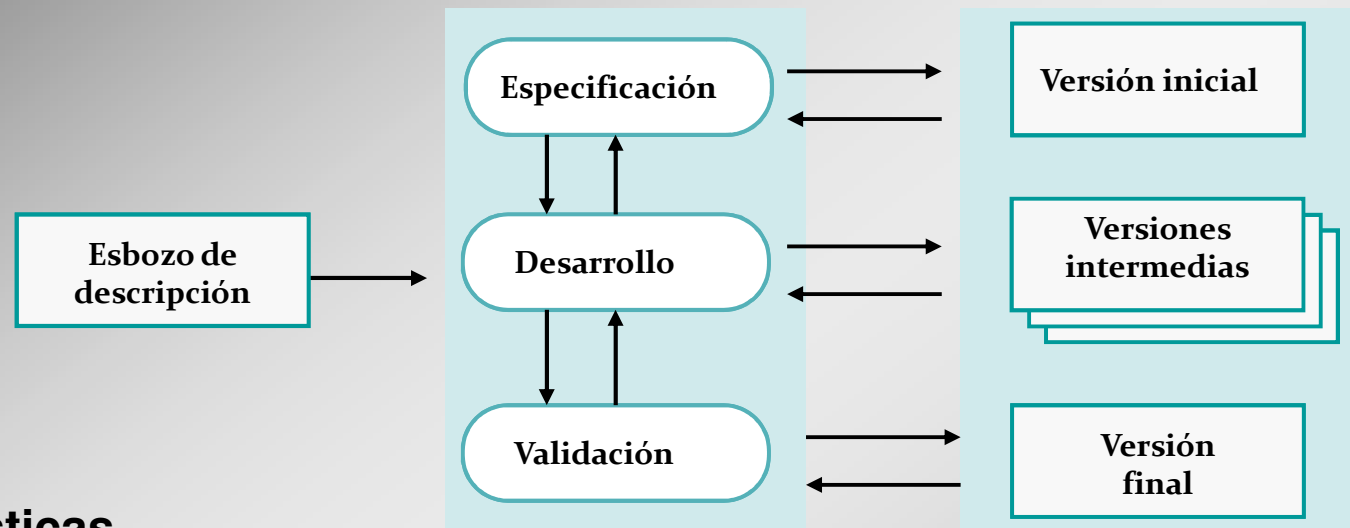 Especificación
Versión inicial
Esbozo de
descripción
Desarrollo
Versiones
intermedias
Validación
Versión
final